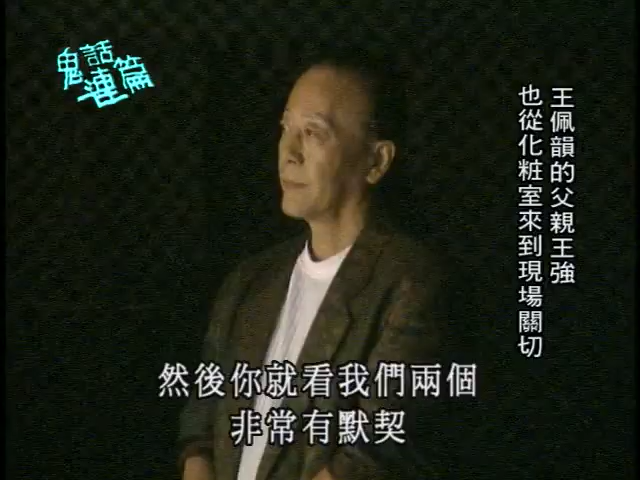 鬼話
連篇
王佩韻的父親王強
也從化粧室來到現場關切
然後你就看我們兩個
非常有默契